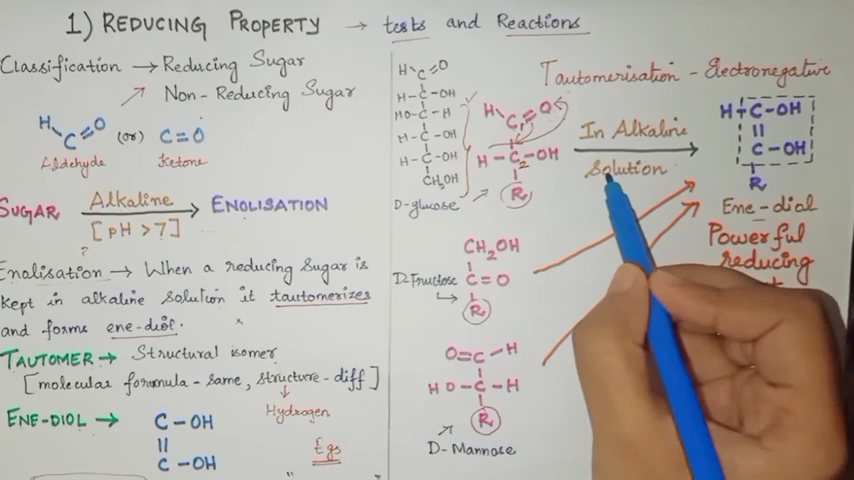 1) REDUCING PROPERTY → tests and Reactions
Classification → Reducing Sugar
Non-Reducing Sugar
H C O (or) C=O
Aldehyde Ketone
SUGAR Alkaline ENOLISATION
[pH >7]
?
Enolisation → When a reducing Sugar is
kept in alkaline solution it tautomerizes
and forms ene-diol.
TAUTOMER → Structural isomer
[molecular formula - same, structure - diff]
Hydrogen
ENE-DIOL → C-OH
C-OH
Egs
H C=O
H-C-OH
HO-C-H
H-C-OH
H-C-OH
CH2OH
D-glucose
Tautomerisation - Electronegative
H C1=O
H-C2-OH
R
In Alkaline
Solution
H-C-OH
C-OH
R
Ene-diol
Powerful
reducing
CH2OH
D-Fructose C=O
R
O=C-H
HO-C-H
R
D-Mannose